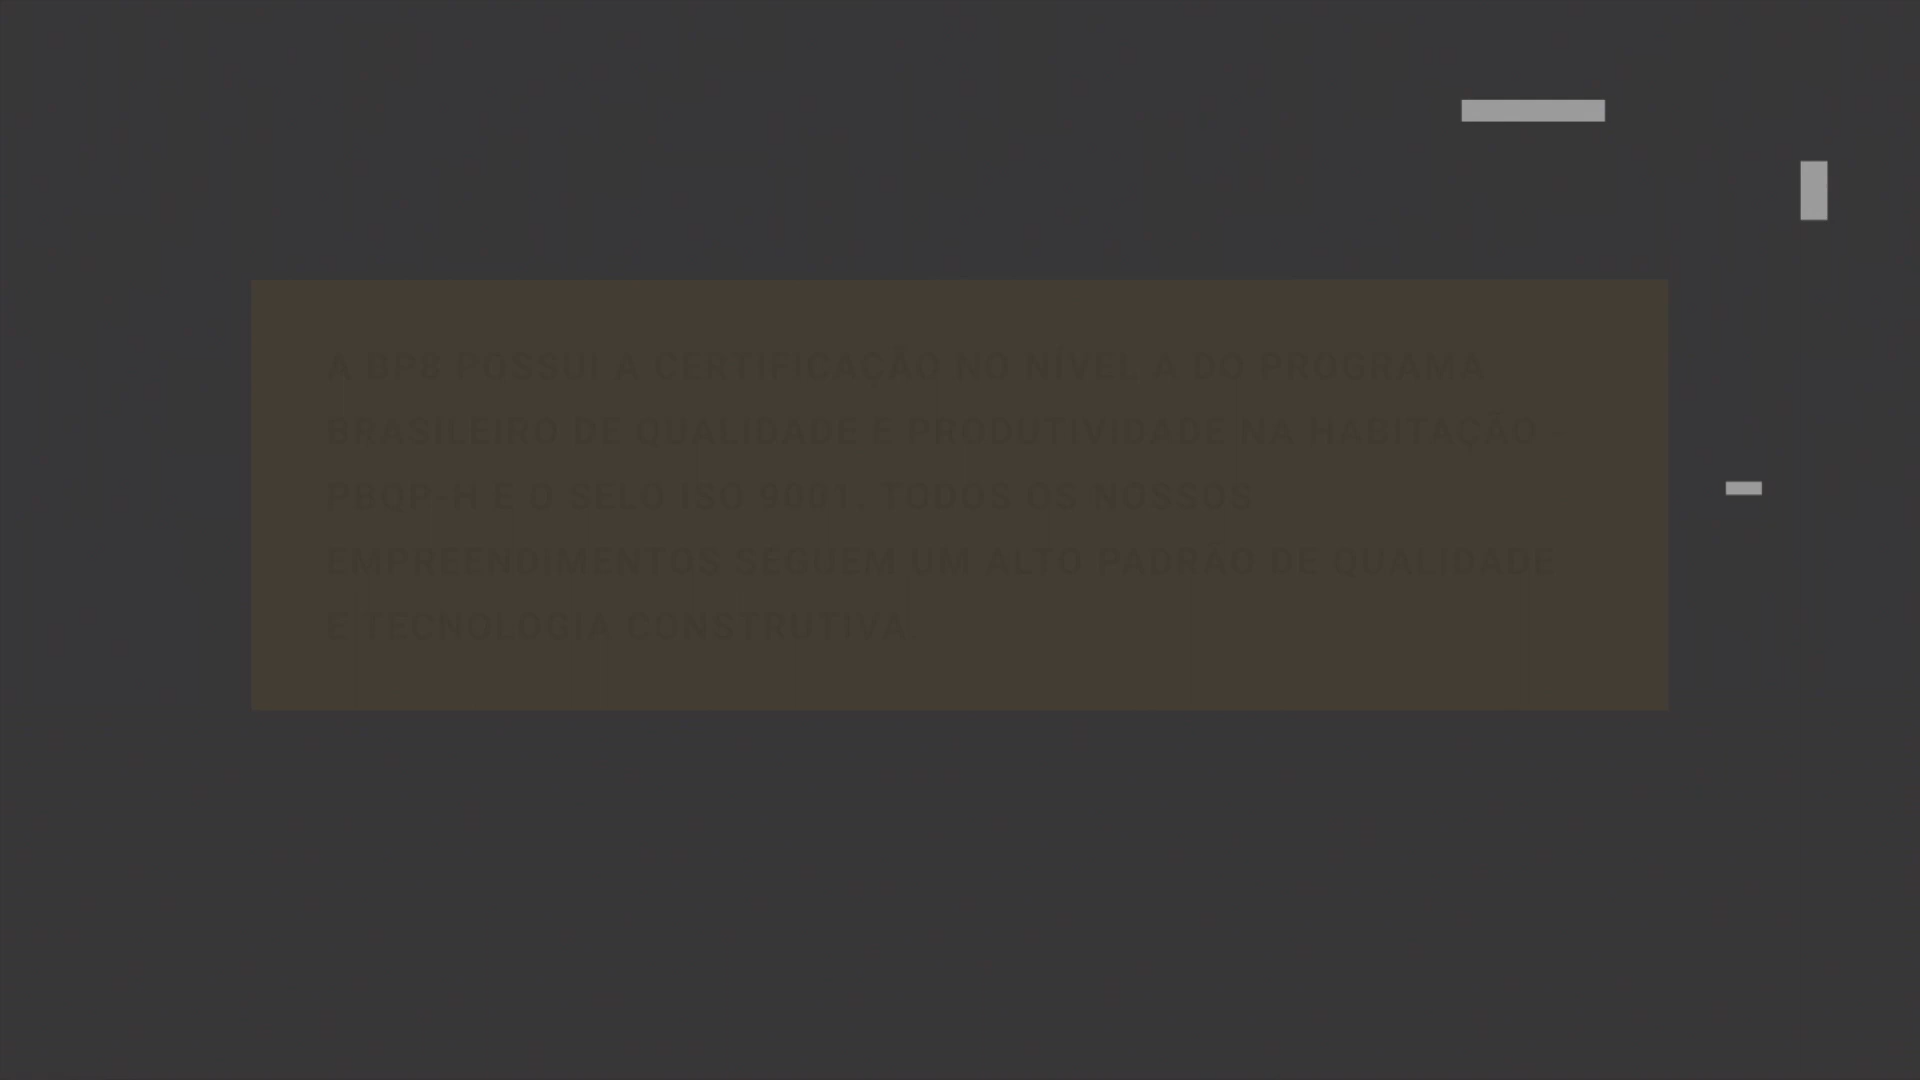 A BP8 POSSUI A CERTIFICAÇÃO NO NÍVEL A DO PROGRAMA
BRASILEIRO DE QUALIDADE E PRODUTIVIDADE NA HABITAÇÃO -
PBQP-H E O SELO ISO 9001. TODOS OS NOSSOS
EMPREENDIMENTOS SEGUEM UM ALTO PADRÃO DE QUALIDADE
E TECNOLOGIA CONSTRUTIVA.